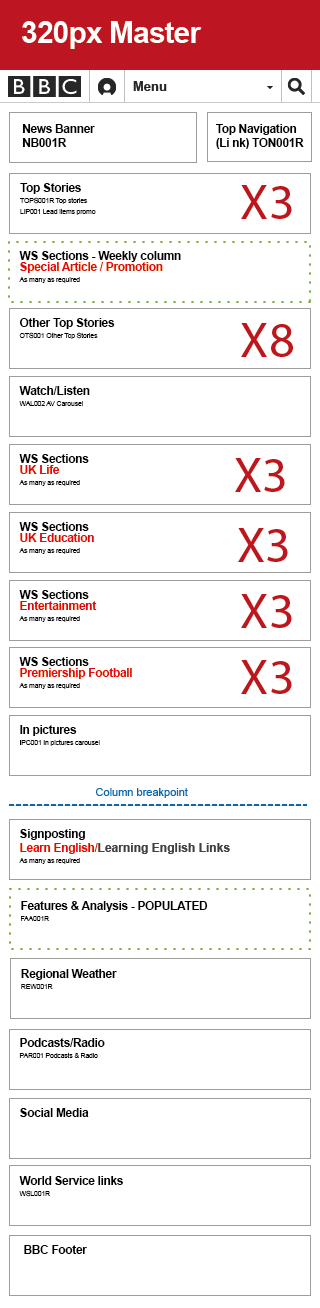 320px Master
BBC
Menu
News Banner
NB001R
Top Navigation
(Li nk) TON001R
Top Stories
TOPS001R Top stories
LIP001 Lead items promo
X3
WS Sections - Weekly column
Special Article / Promotion
As many as required
Other Top Stories
OTS001 Other Top Stories
X8
Watch/Listen
WAL002 AV Carousel
WS Sections
UK Life
As many as required
X3
WS Sections
UK Education
As many as required
X3
WS Sections
Entertainment
As many as required
X3
WS Sections
Premiership Football
As many as required
X3
In pictures
IPC001 In pictures carousel
Column breakpoint
Signposting
Learn English/Learning English Links
As many as required
Features & Analysis - POPULATED
FAA001R
Regional Weather
REW001R
Podcasts/Radio
PAR001 Podcasts & Radio
Social Media
World Service links
WSL001R
BBC Footer